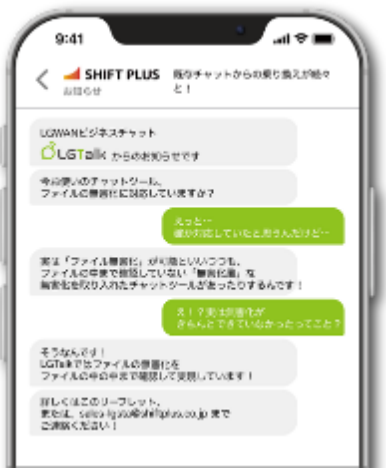 9:41
SHIFT PLUS
お知らせ
既存チャットからの乗り換えが続々
と！
LGWANビジネスチャット
LGTalk からのお知らせです
今お使いのチャットツール、
ファイルの無害化に対応していますか？
えっと…
確か対応していたと思うんだけど…
実は「ファイル無害化」が可能といいつつも、
ファイルの中まで確認していない「無害化風」な
無害化を取り入れたチャットツールがあったりするんです！
え！？実は無害化が
きちんとできていなかったってこと？
そうなんです！
LGTalkではファイルの無害化を
ファイルの中の中まで確認して実現しています！
詳しくはこのリーフレット、
または、sales-lgsto@shiftplus.co.jp まで
ご連絡ください！